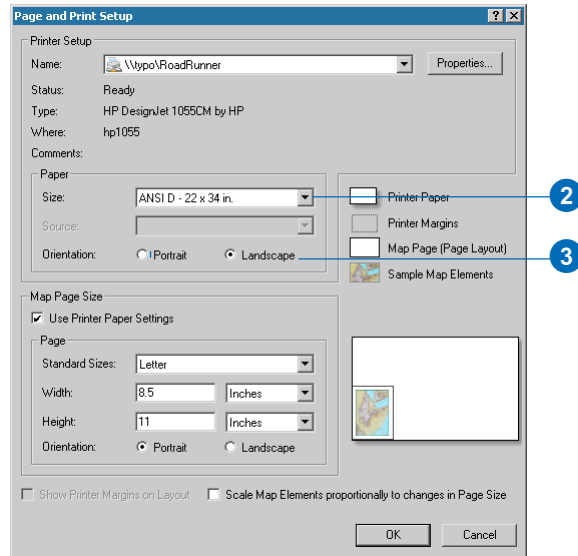 Page and Print Setup
Printer Setup
Name: \\typo\RoadRunner Properties...
Status: Ready
Type: HP DesignJet 1055CM by HP
Where: hp1055
Comments:
Paper
Size: ANSI D - 22 x 34 in.
Source:
Orientation: Portrait Landscape
2
3
Printer Paper
Printer Margins
Map Page (Page Layout)
Sample Map Elements
Map Page Size
Use Printer Paper Settings
Page
Standard Sizes: Letter
Width: 8.5 Inches
Height: 11 Inches
Orientation: Portrait Landscape
Show Printer Margins on Layout Scale Map Elements proportionally to changes in Page Size
OK Cancel